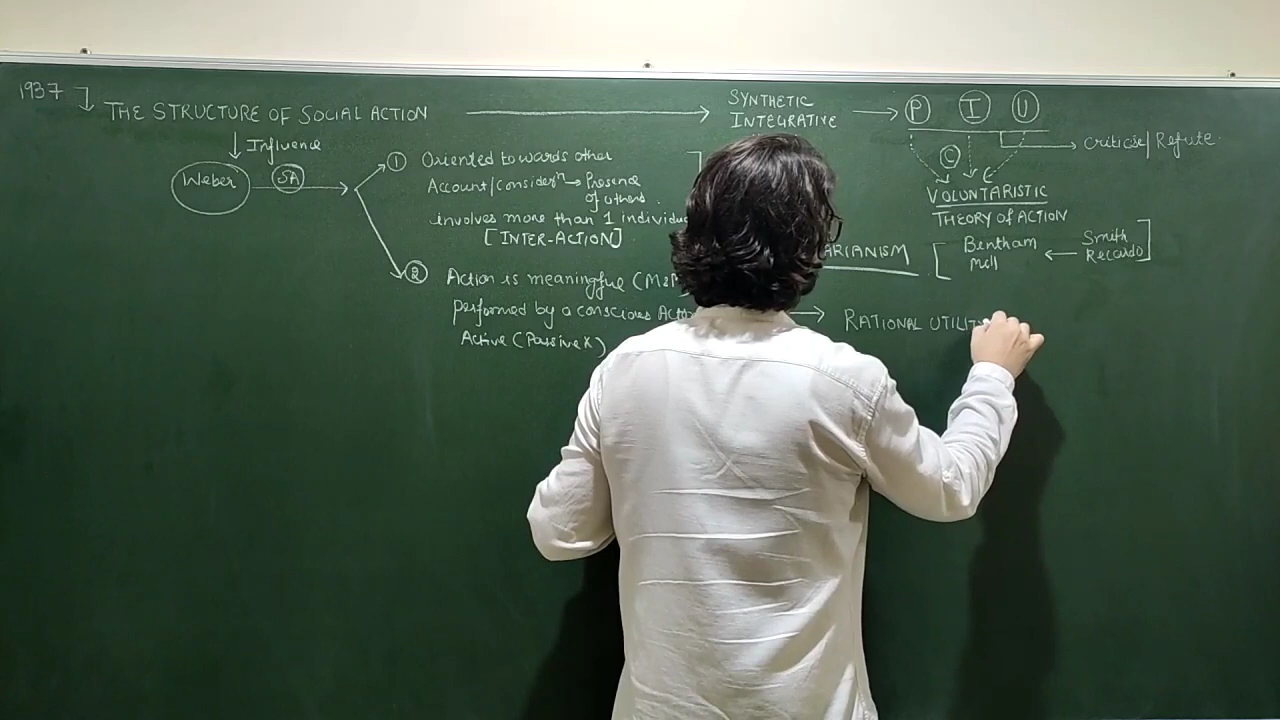 1937
THE STRUCTURE OF SOCIAL ACTION
SYNTHETIC
INTEGRATIVE
P I U
Criticise/Refute
Influence
Weber
SA
1 Oriented towards other
Account/Considerⁿ → Presence
of others
involves more than 1 individu
[INTER-ACTION]
C
VOLUNTARISTIC
THEORY OF ACTION
ARIANISM
Bentham
Mill
Smith
Recardo
2 Action is meaningful
performed by a conscious Acto
Active (Passive X)
RATIONAL UTILIT